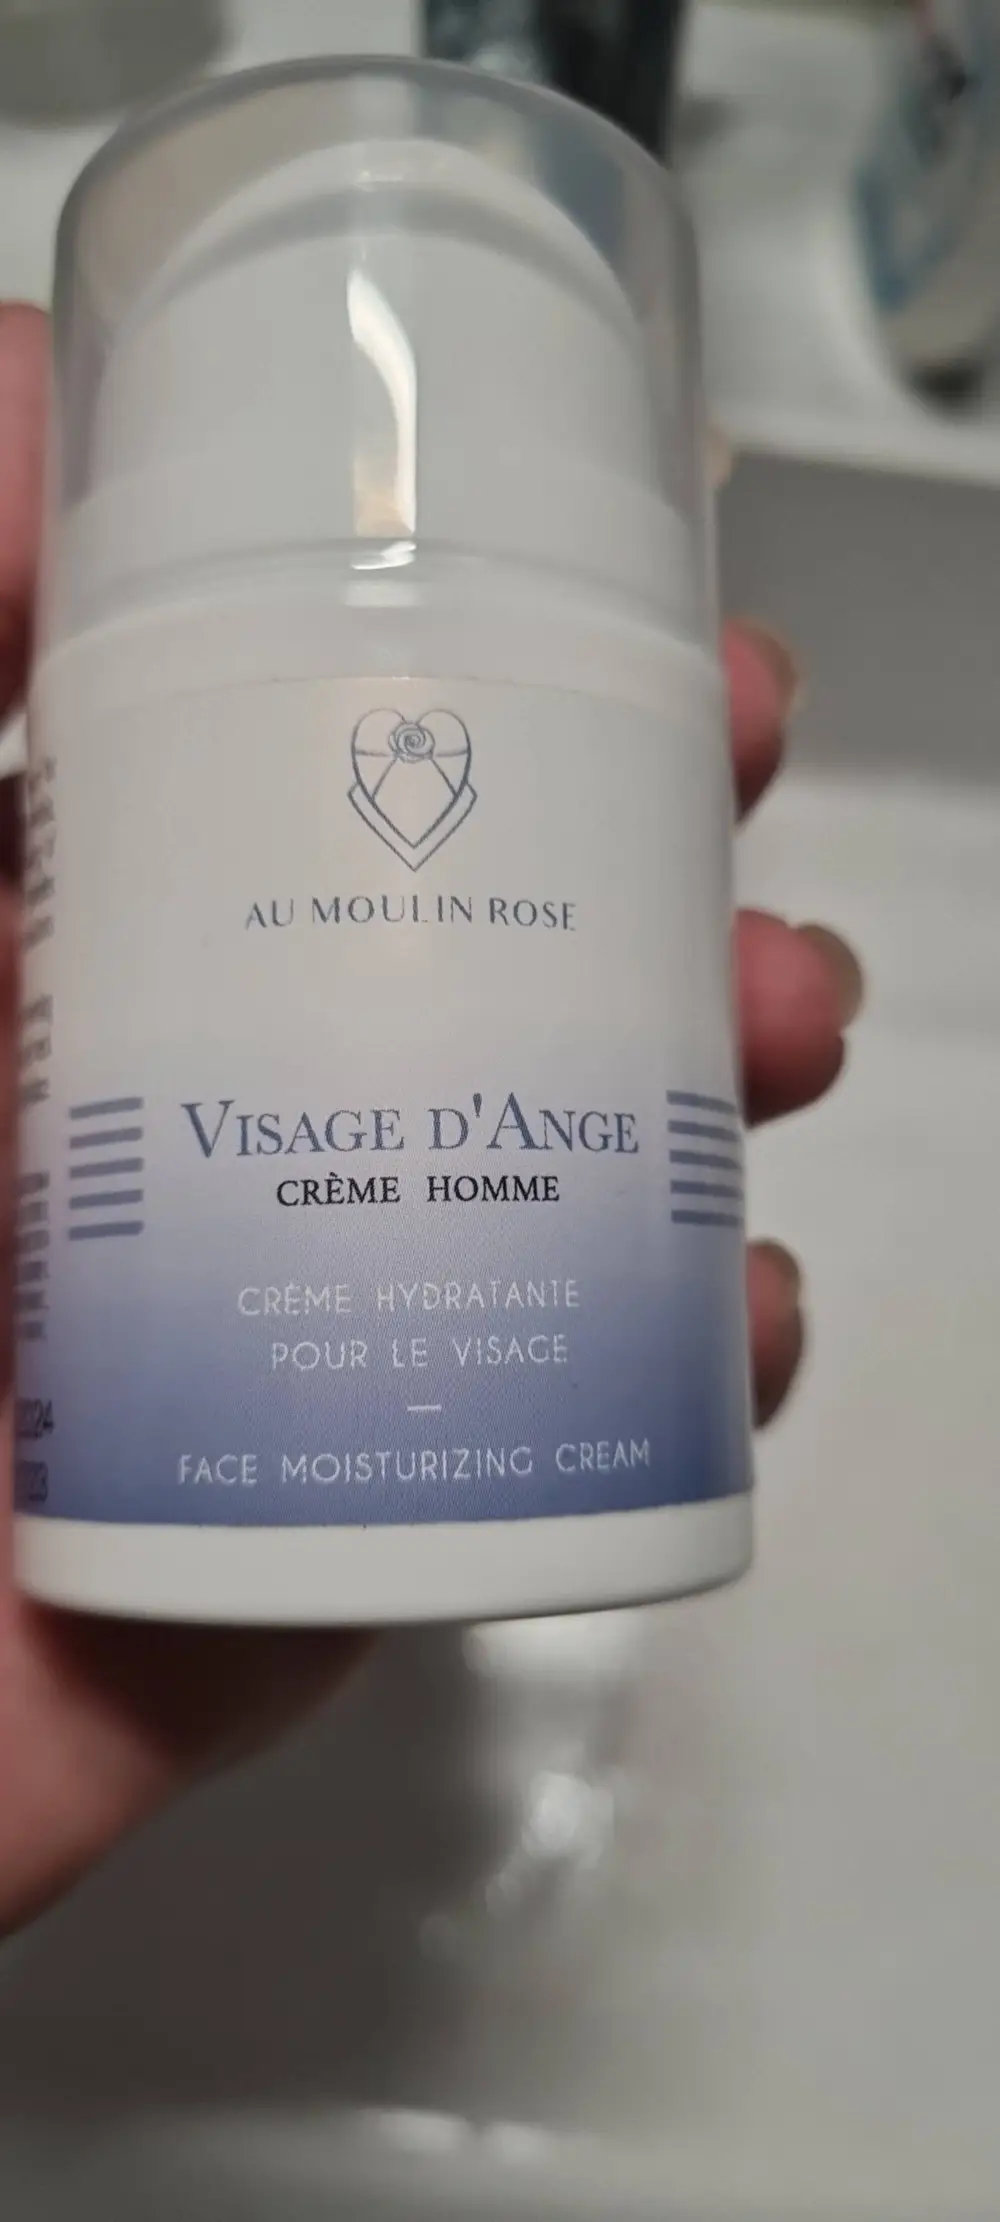 AU MOULIN ROSE
VISAGE D'ANGE
CRÈME HOMME
CRÈME HYDRATANTE
POUR LE VISAGE
—
FACE MOISTURIZING CREAM